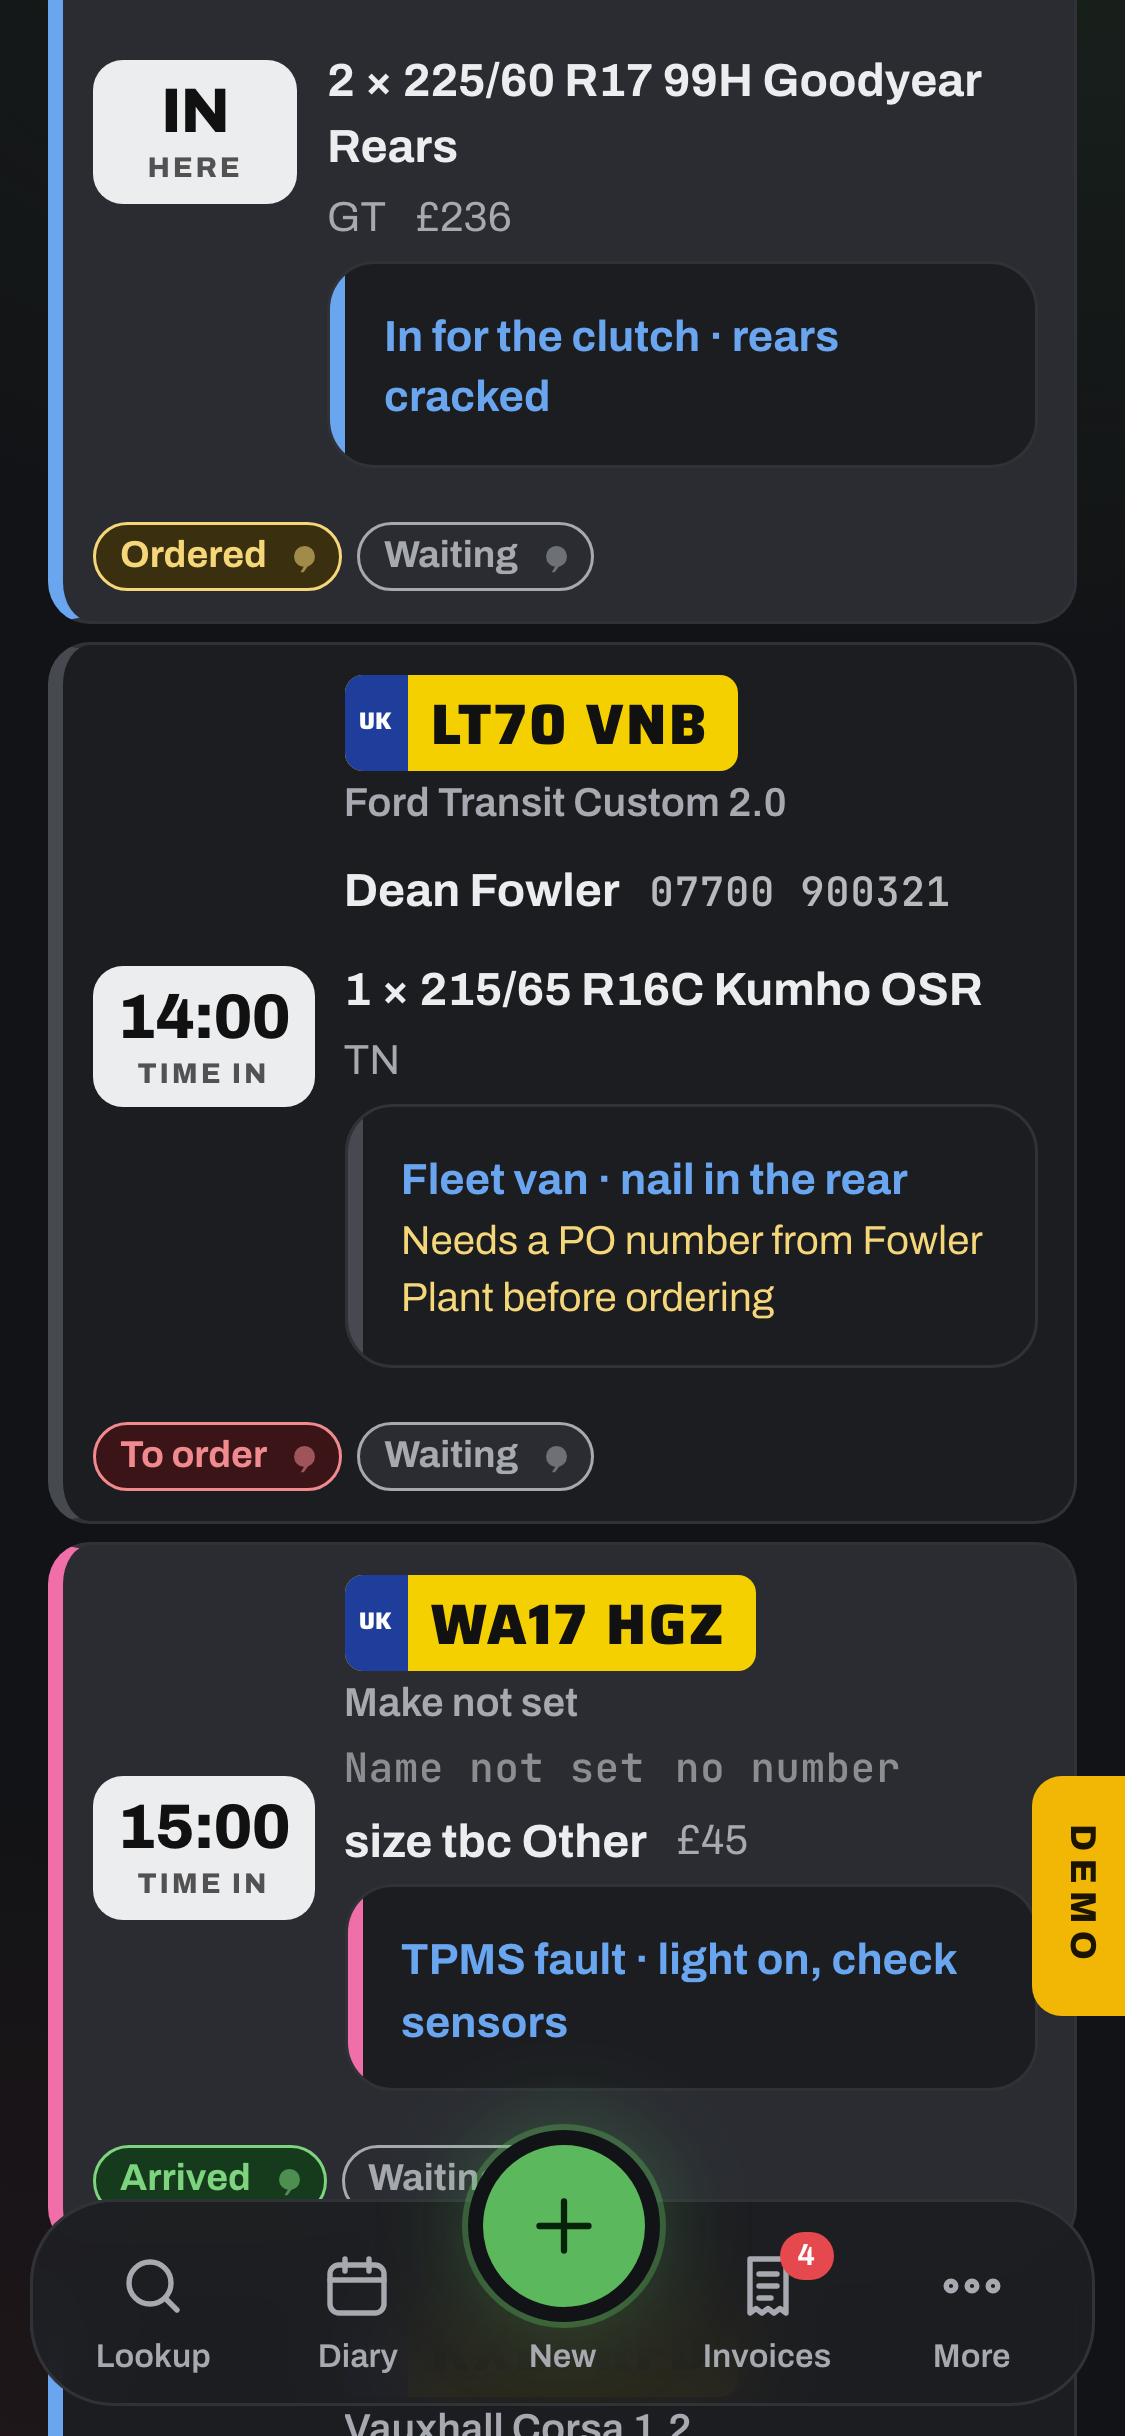 2 × 225/60 R17 99H Goodyear
Rears
IN
HERE
GT £236
In for the clutch · rears
cracked
Ordered
Waiting
UK LT70 VNB
Ford Transit Custom 2.0
Dean Fowler 07700 900321
14:00
TIME IN
1 × 215/65 R16C Kumho OSR
TN
Fleet van · nail in the rear
Needs a PO number from Fowler
Plant before ordering
To order
Waiting
UK WA17 HGZ
Make not set
Name not set no number
15:00
TIME IN
size tbc Other £45
TPMS fault · light on, check
sensors
DEMO
Arrived
Waitin
4
Lookup
Diary
New
Invoices
More
Vauxhall Corsa 1.2